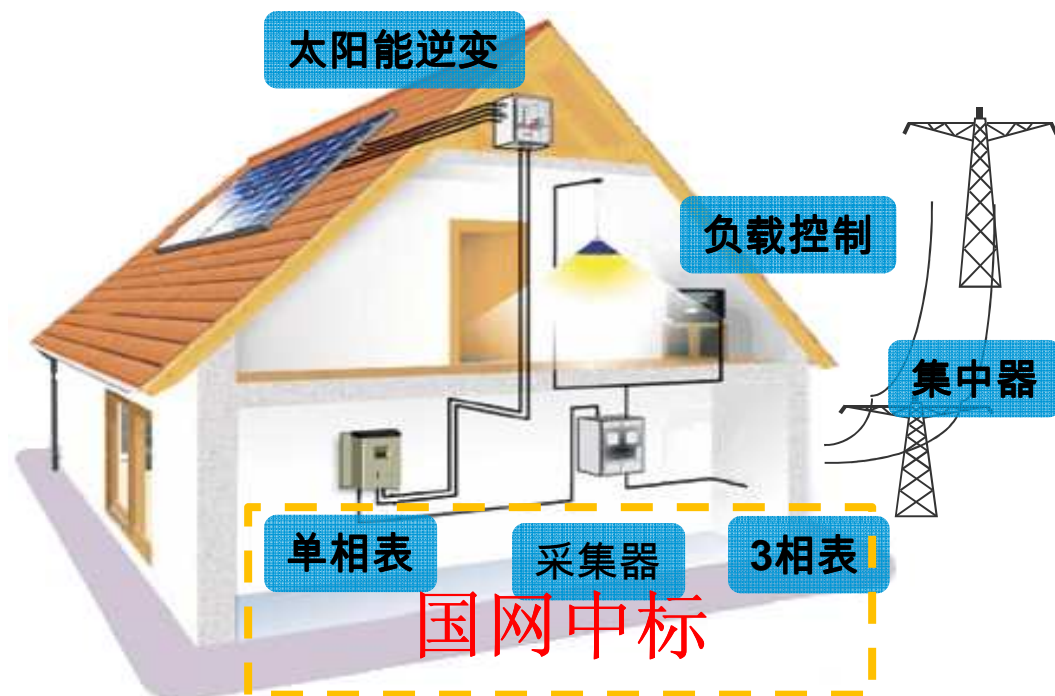 太阳能逆变
负载控制
集中器
单相表
采集器
3相表
国网中标